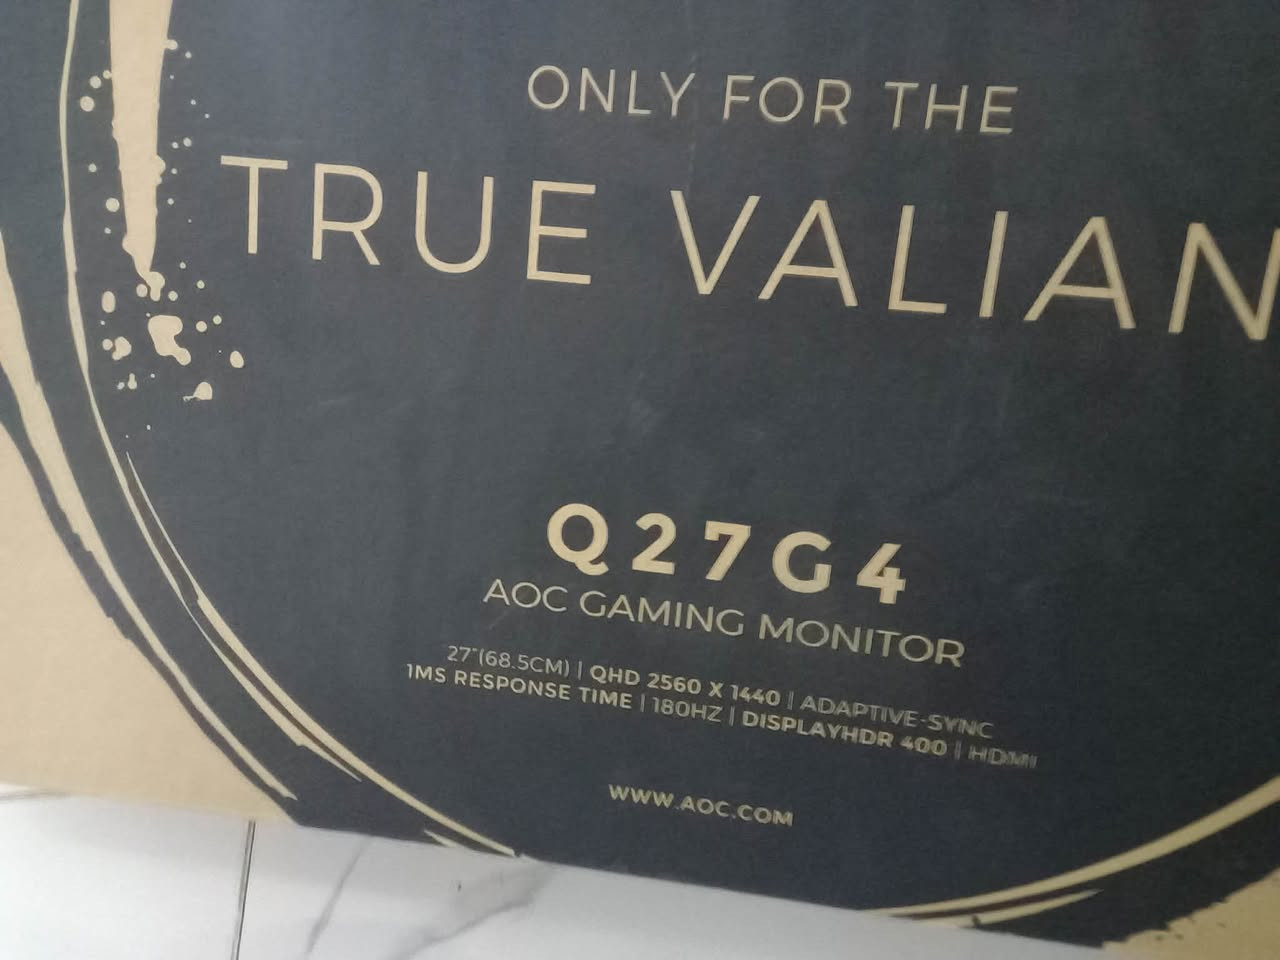 ONLY FOR THE
TRUE VALIAN
Q27G4
AOC GAMING MONITOR
27"(68.5CM) | QHD 2560 X 1440 | ADAPTIVE-SYNC
1MS RESPONSE TIME | 180HZ | DISPLAYHDR 400 | HDMI
WWW.AOC.COM